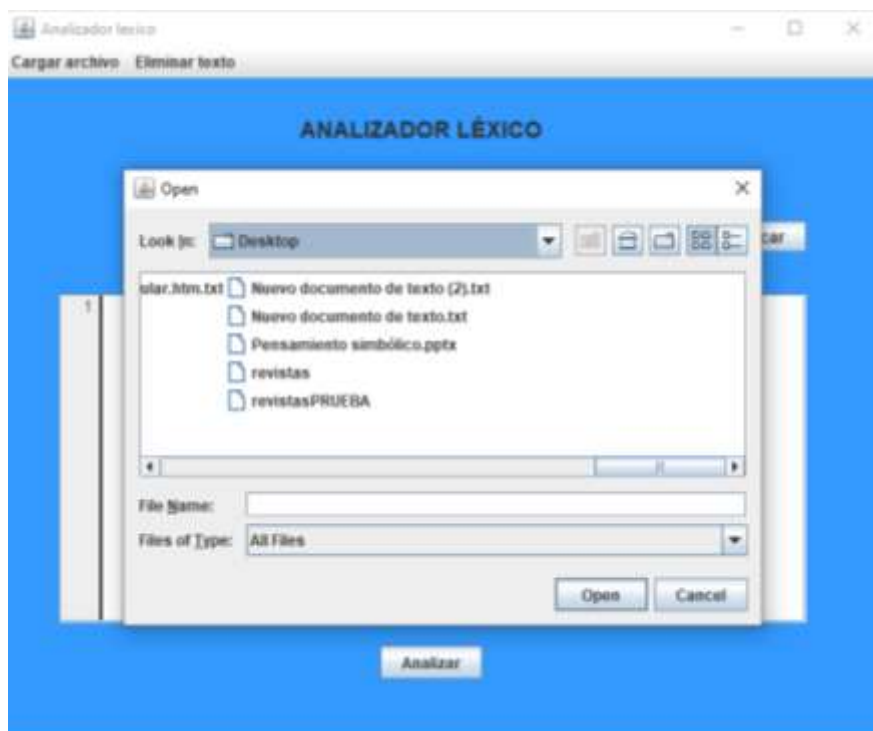 Analizador lexico
Cargar archivo Eliminar texto
ANALIZADOR LÉXICO
Open
Look In: Desktop
car
ular.htm.txt Nuevo documento de texto (2).txt
1
Nuevo documento de texto.txt
Pensamiento simbólico.pptx
revistas
revistasPRUEBA
File Name:
Files of Type: All Files
Open Cancel
Analizar